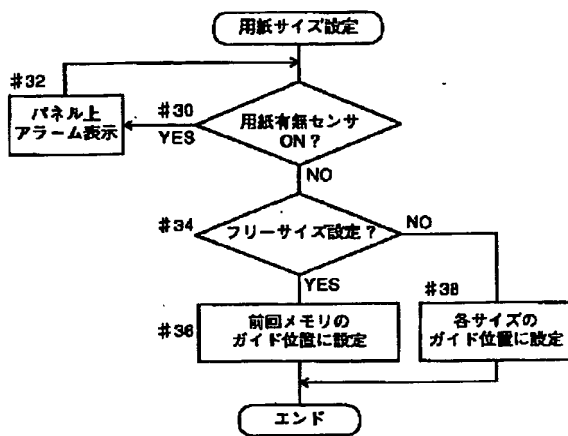 用紙サイズ設定
#32
パネル上
アラーム表示
#30
YES
用紙有無センサ
ON?
NO
#34
フリーサイズ設定?
NO
YES
#36
前回メモリの
ガイド位置に設定
#38
各サイズの
ガイド位置に設定
エンド